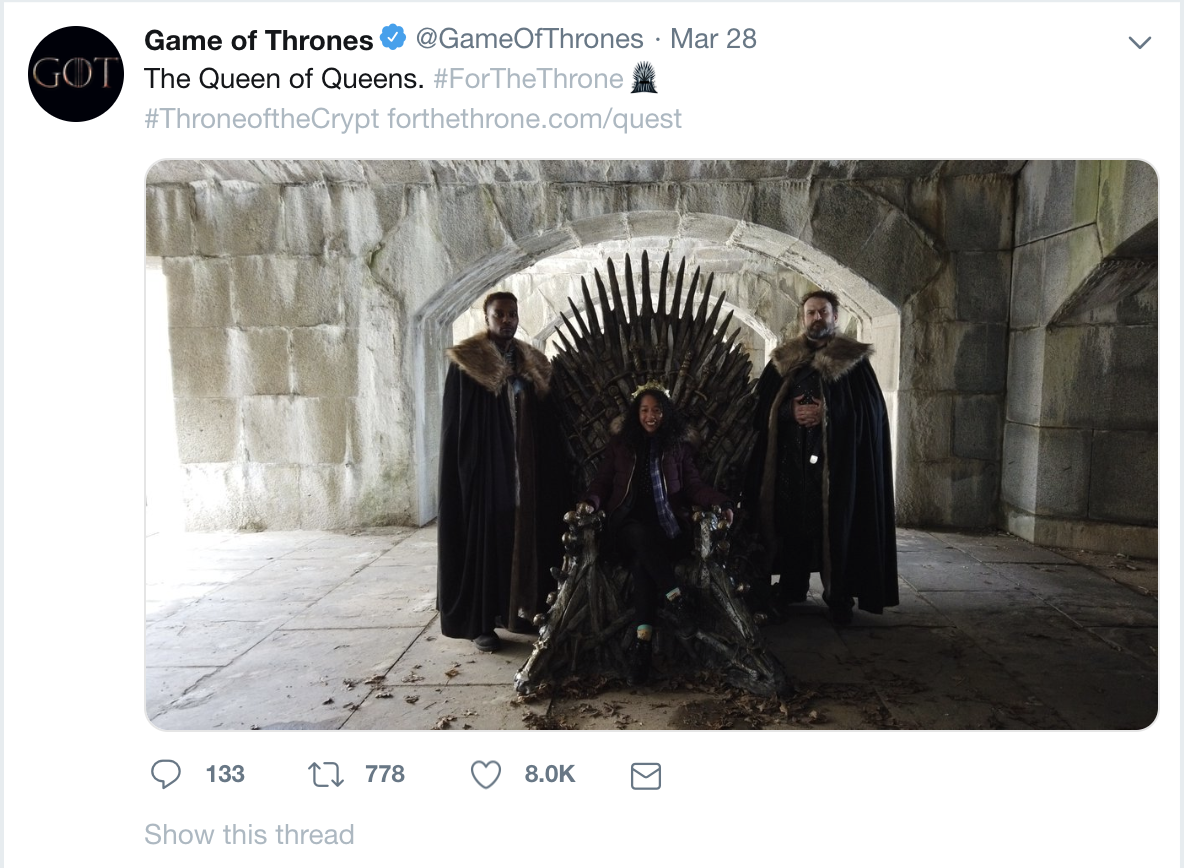 GOT
Game of Thrones @GameOfThrones · Mar 28
The Queen of Queens. #ForTheThrone
#ThroneoftheCrypt forthethrone.com/quest
133 778 8.0K
Show this thread